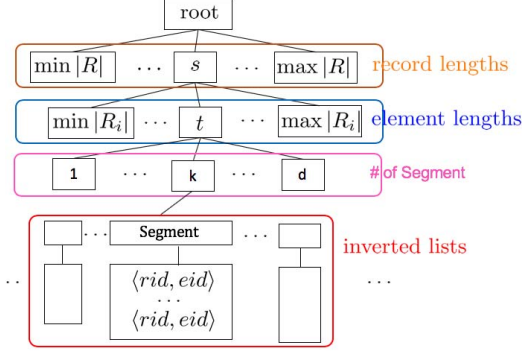 root
min |R| ... s ... max |R| record lengths
min |R_i| ... t ... max |R_i| element lengths
1 ... k ... d # of Segment
... Segment ...
inverted lists
.. ⟨rid, eid⟩ ...
...
⟨rid, eid⟩